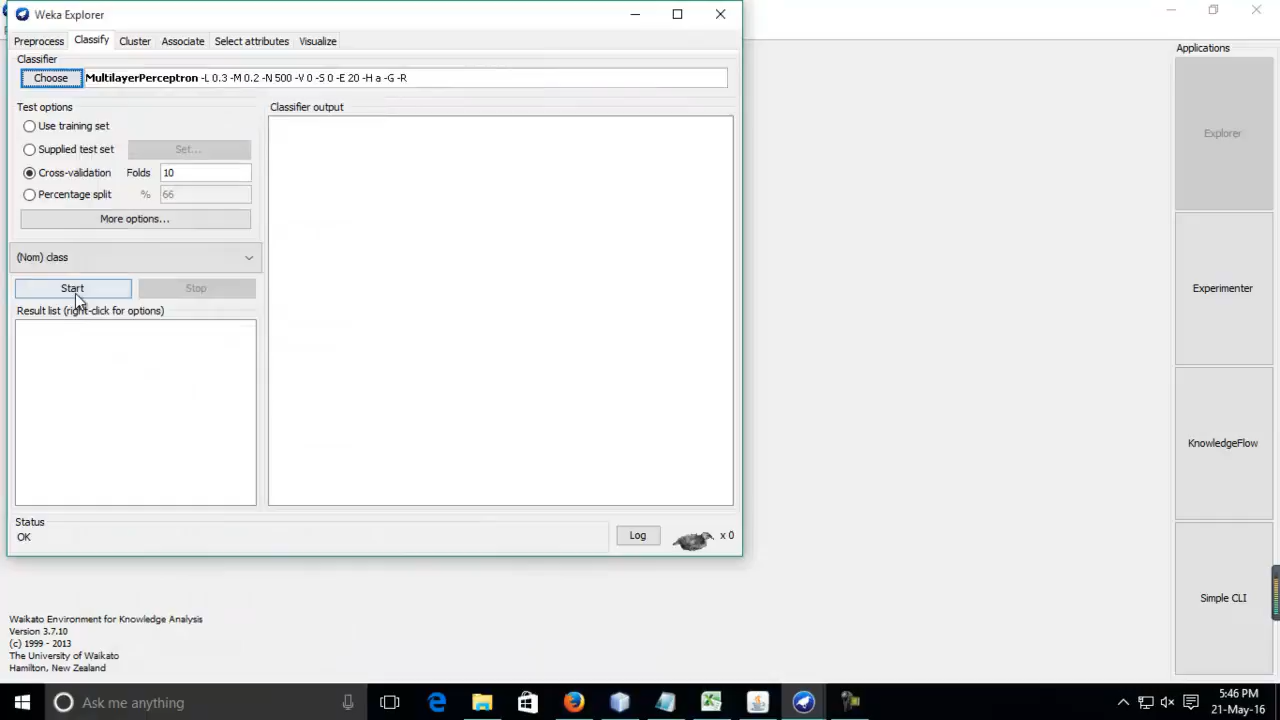 Weka Explorer
Preprocess Classify Cluster Associate Select attributes Visualize
Classifier
Choose MultilayerPerceptron -L 0.3 -M 0.2 -N 500 -V 0 -S 0 -E 20 -H a -G -R
Test options
Use training set
Supplied test set Set...
Cross-validation Folds 10
Percentage split % 66
More options...
(Nom) class
Start Stop
Result list (right-click for options)
Classifier output
Status
OK
Log x 0
Applications
Explorer
Experimenter
KnowledgeFlow
Simple CLI
Waikato Environment for Knowledge Analysis
Version 3.7.10
(c) 1999 - 2013
The University of Waikato
Hamilton, New Zealand
Ask me anything
5:46 PM
21-May-16